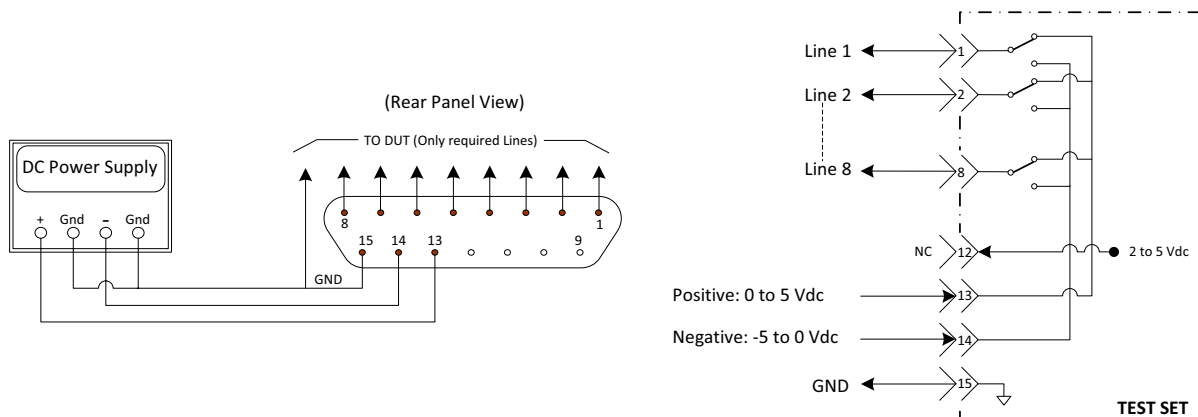 (Rear Panel View)
TO DUT (Only required Lines)
DC Power Supply
+ Gnd – Gnd
8 1
15 14 13 9
GND
Line 1 1
Line 2 2
Line 8 8
NC 12 2 to 5 Vdc
Positive: 0 to 5 Vdc 13
Negative: -5 to 0 Vdc 14
GND 15
TEST SET